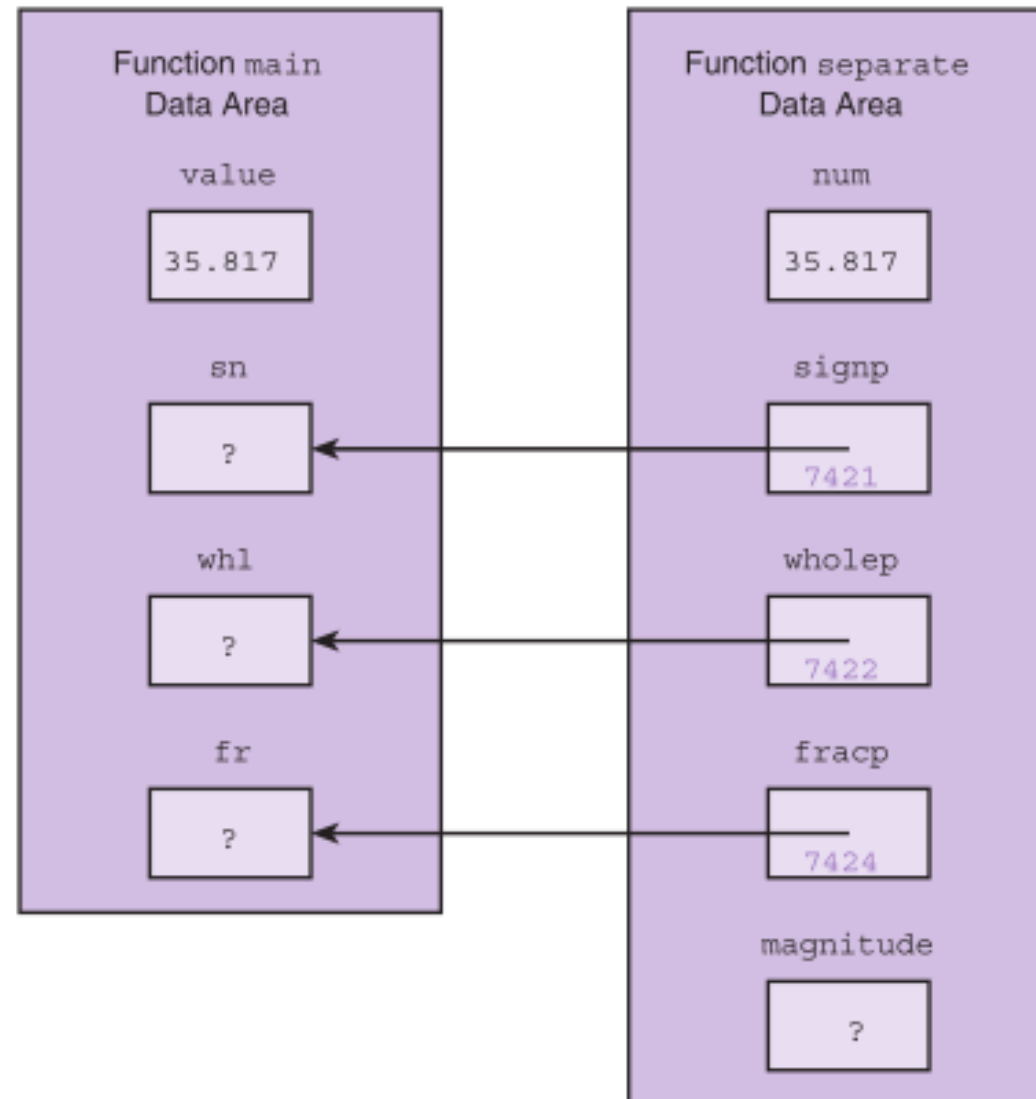 Function main
Data Area
value
35.817
sn
?
whl
?
fr
?
Function separate
Data Area
num
35.817
signp
7421
wholep
7422
fracp
7424
magnitude
?